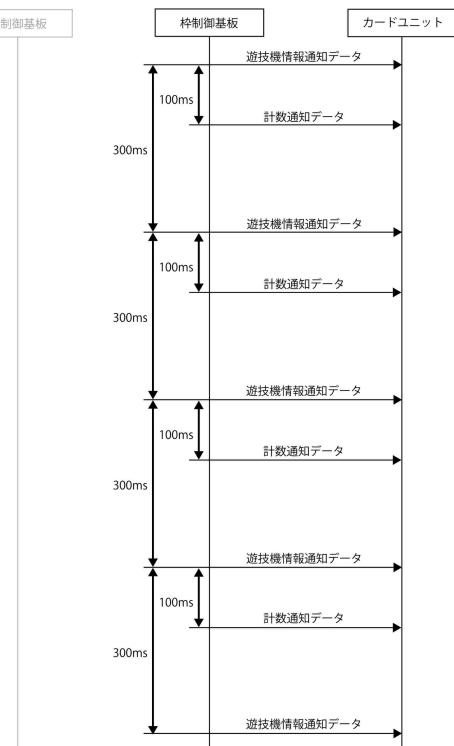 制御基板
枠制御基板
カードユニット
遊技機情報通知データ
100ms
計数通知データ
300ms
遊技機情報通知データ
100ms
計数通知データ
300ms
遊技機情報通知データ
100ms
計数通知データ
300ms
遊技機情報通知データ
100ms
計数通知データ
300ms
遊技機情報通知データ